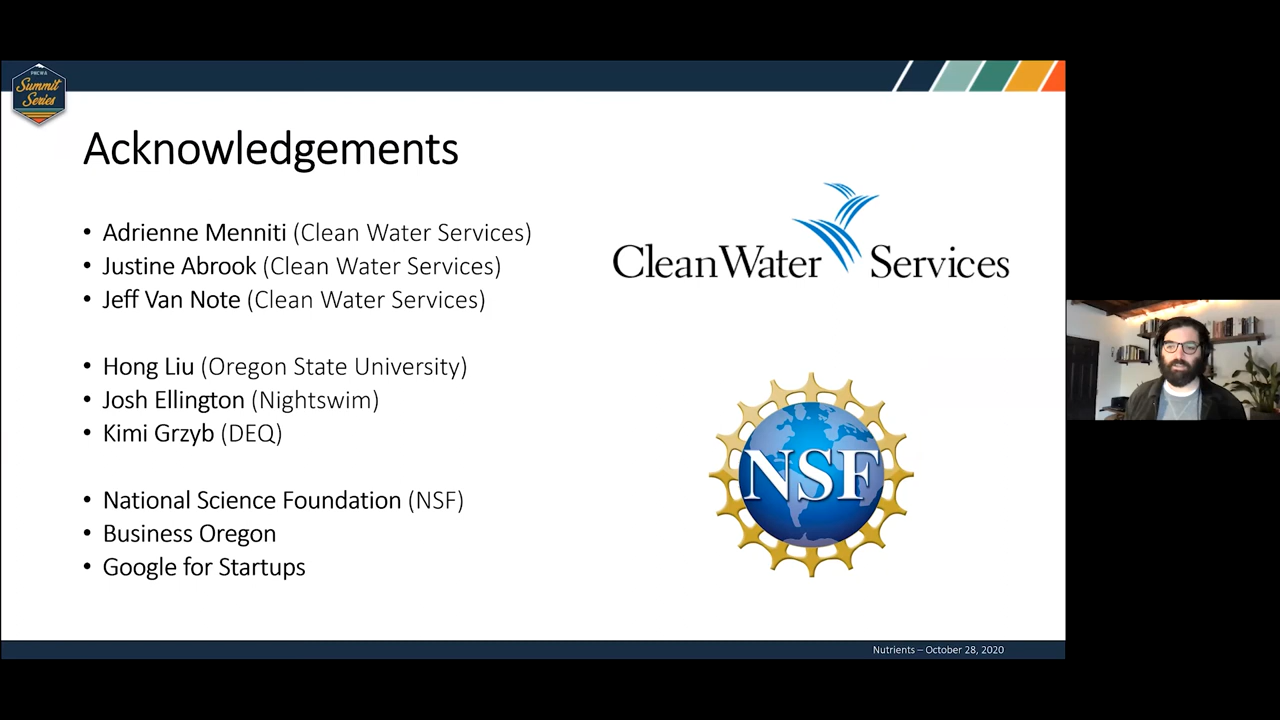 PNCWA
Summit
Series
Acknowledgements
• Adrienne Menniti (Clean Water Services)
• Justine Abrook (Clean Water Services)
• Jeff Van Note (Clean Water Services)
• Hong Liu (Oregon State University)
• Josh Ellington (Nightswim)
• Kimi Grzyb (DEQ)
• National Science Foundation (NSF)
• Business Oregon
• Google for Startups
CleanWater Services
NSF
Nutrients – October 28, 2020